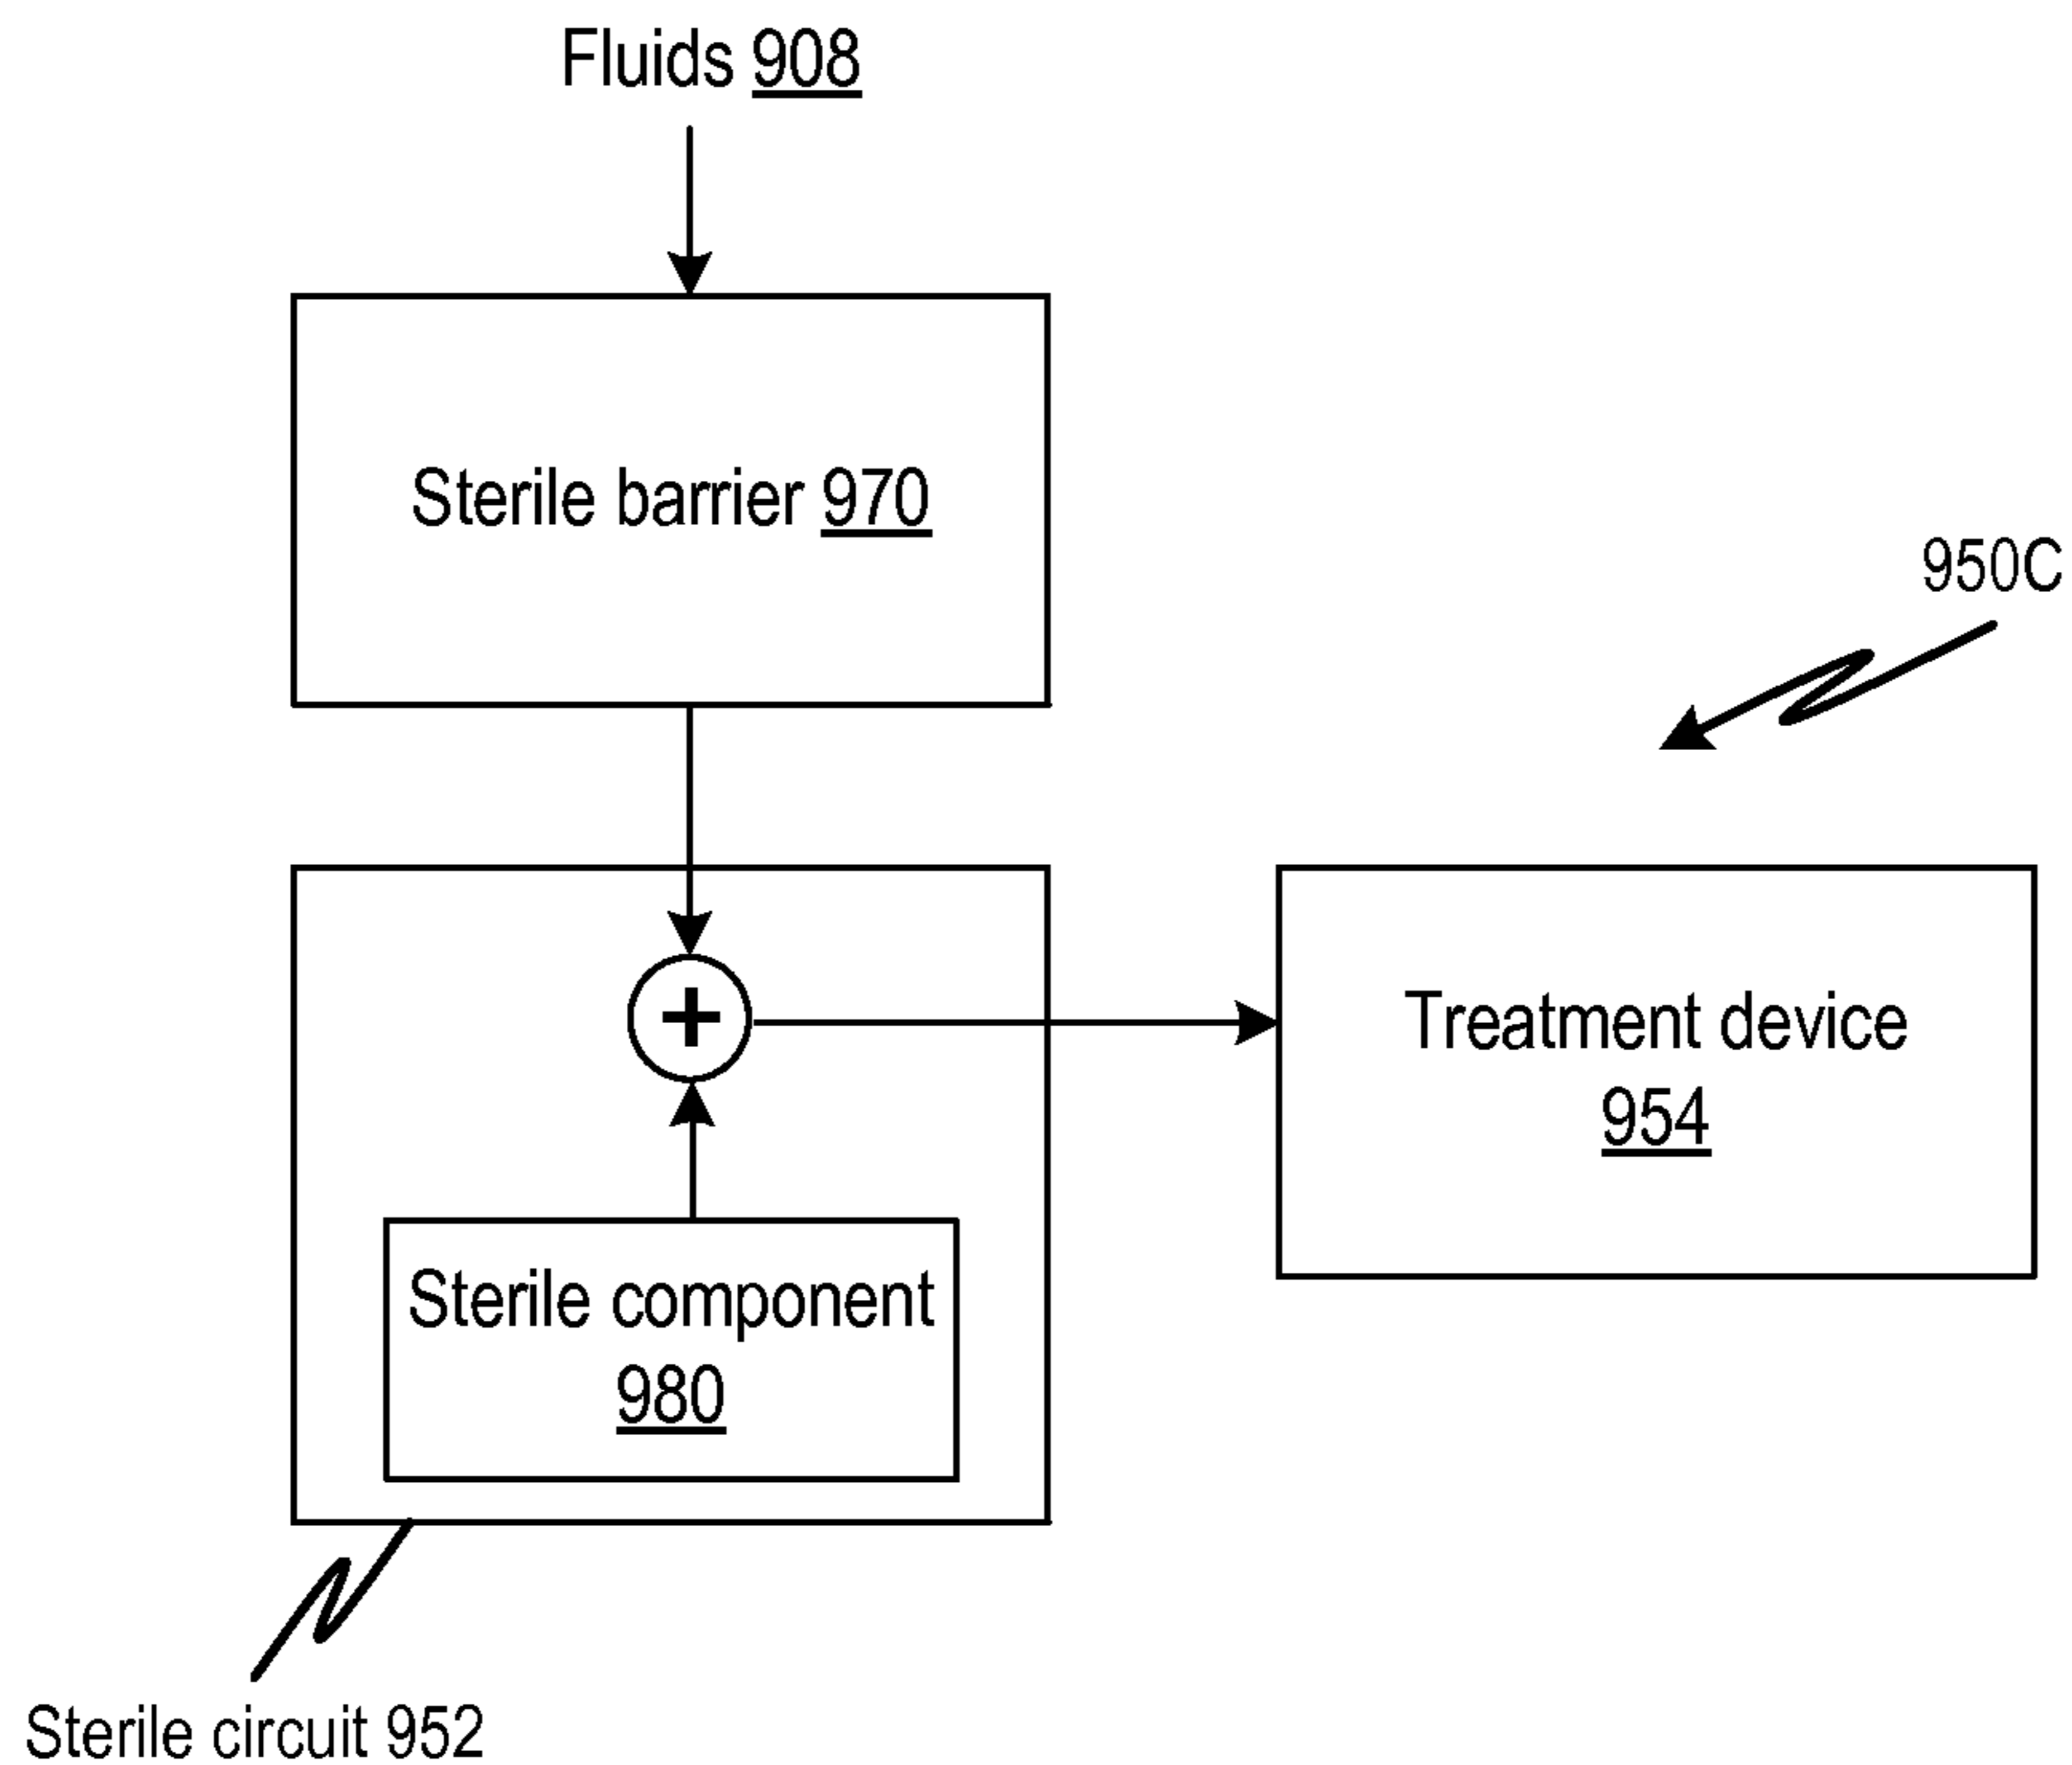 Fluids 908
Sterile barrier 970
950C
+
Treatment device
954
Sterile component
980
Sterile circuit 952